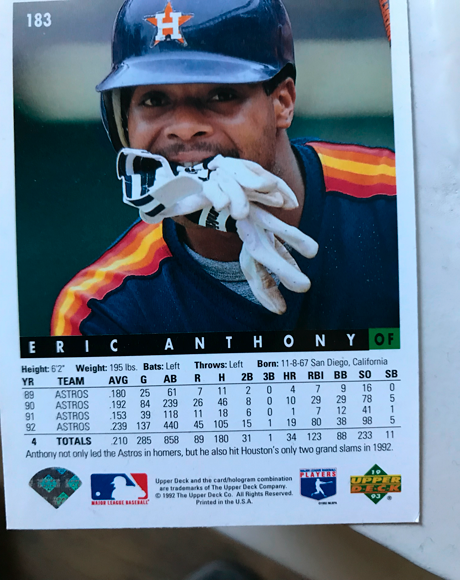 183
H
ERIC ANTHONY OF
Height: 6'2" Weight: 195 lbs. Bats: Left Throws: Left Born: 11-8-67 San Diego, California
YR TEAM AVG G AB R H 2B 3B HR RBI BB SO SB
89 ASTROS .180 25 61 7 11 2 0 4 7 9 16 0
90 ASTROS .192 84 239 26 46 8 0 10 29 29 78 5
91 ASTROS .153 39 118 11 18 6 0 1 7 12 41 1
92 ASTROS .239 137 440 45 105 15 1 19 80 38 98 5
4 TOTALS .210 285 858 89 180 31 1 34 123 88 233 11
Anthony not only led the Astros in homers, but he also hit Houston's only two grand slams in 1992.
MAJOR LEAGUE BASEBALL
Upper Deck and the card/hologram combination
are trademarks of The Upper Deck Company.
© 1992 The Upper Deck Co. All Rights Reserved.
Printed in the U.S.A.
MAJOR LEAGUE BASEBALL
PLAYERS
19 93
UPPER
DECK